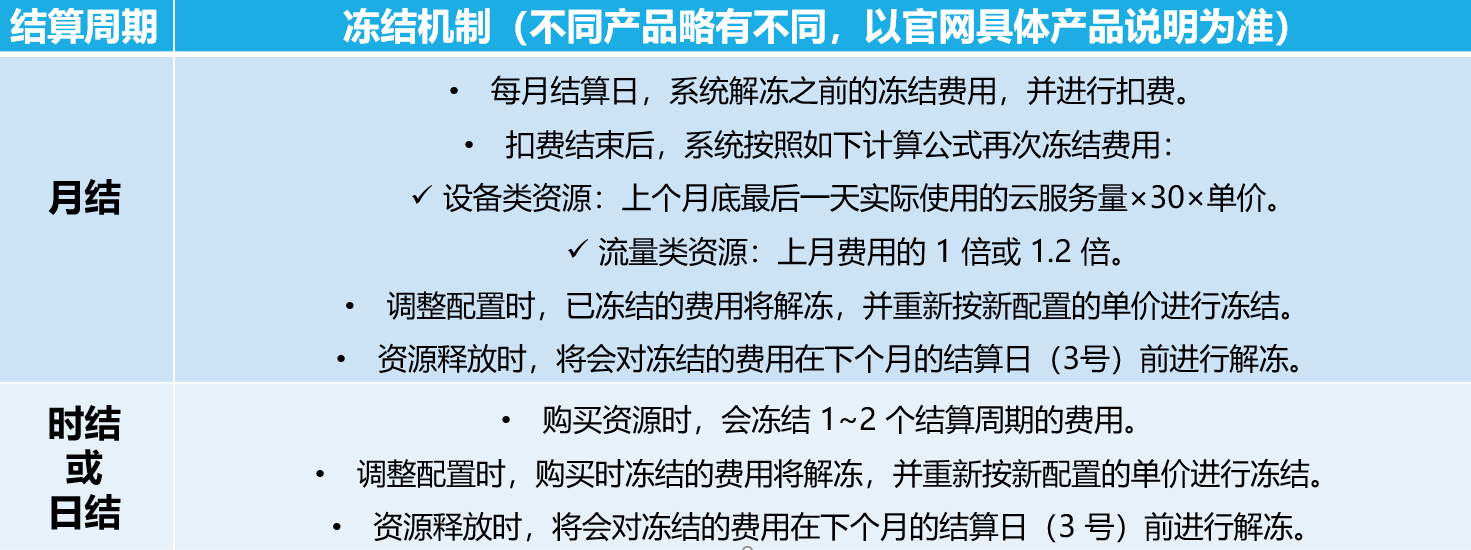 结算周期
冻结机制（不同产品略有不同，以官网具体产品说明为准）
月结
• 每月结算日，系统解冻之前的冻结费用，并进行扣费。
• 扣费结束后，系统按照如下计算公式再次冻结费用：
✓ 设备类资源：上个月底最后一天实际使用的云服务量×30×单价。
✓ 流量类资源：上月费用的 1 倍或 1.2 倍。
• 调整配置时，已冻结的费用将解冻，并重新按新配置的单价进行冻结。
• 资源释放时，将会对冻结的费用在下个月的结算日（3号）前进行解冻。
时结
或
日结
• 购买资源时，会冻结 1~2 个结算周期的费用。
• 调整配置时，购买时冻结的费用将解冻，并重新按新配置的单价进行冻结。
• 资源释放时，将会对冻结的费用在下个月的结算日（3 号）前进行解冻。